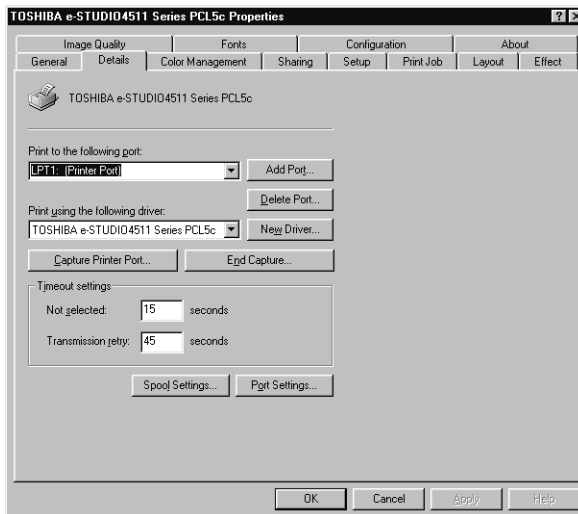 TOSHIBA e-STUDIO4511 Series PCL5c Properties
Image Quality Fonts Configuration About
General Details Color Management Sharing Setup Print Job Layout Effect
TOSHIBA e-STUDIO4511 Series PCL5c
Print to the following port:
LPT1: (Printer Port)
Add Port...
Delete Port...
Print using the following driver:
TOSHIBA e-STUDIO4511 Series PCL5c
New Driver...
Capture Printer Port... End Capture...
Timeout settings
Not selected: 15 seconds
Transmission retry: 45 seconds
Spool Settings... Port Settings...
OK Cancel Apply Help